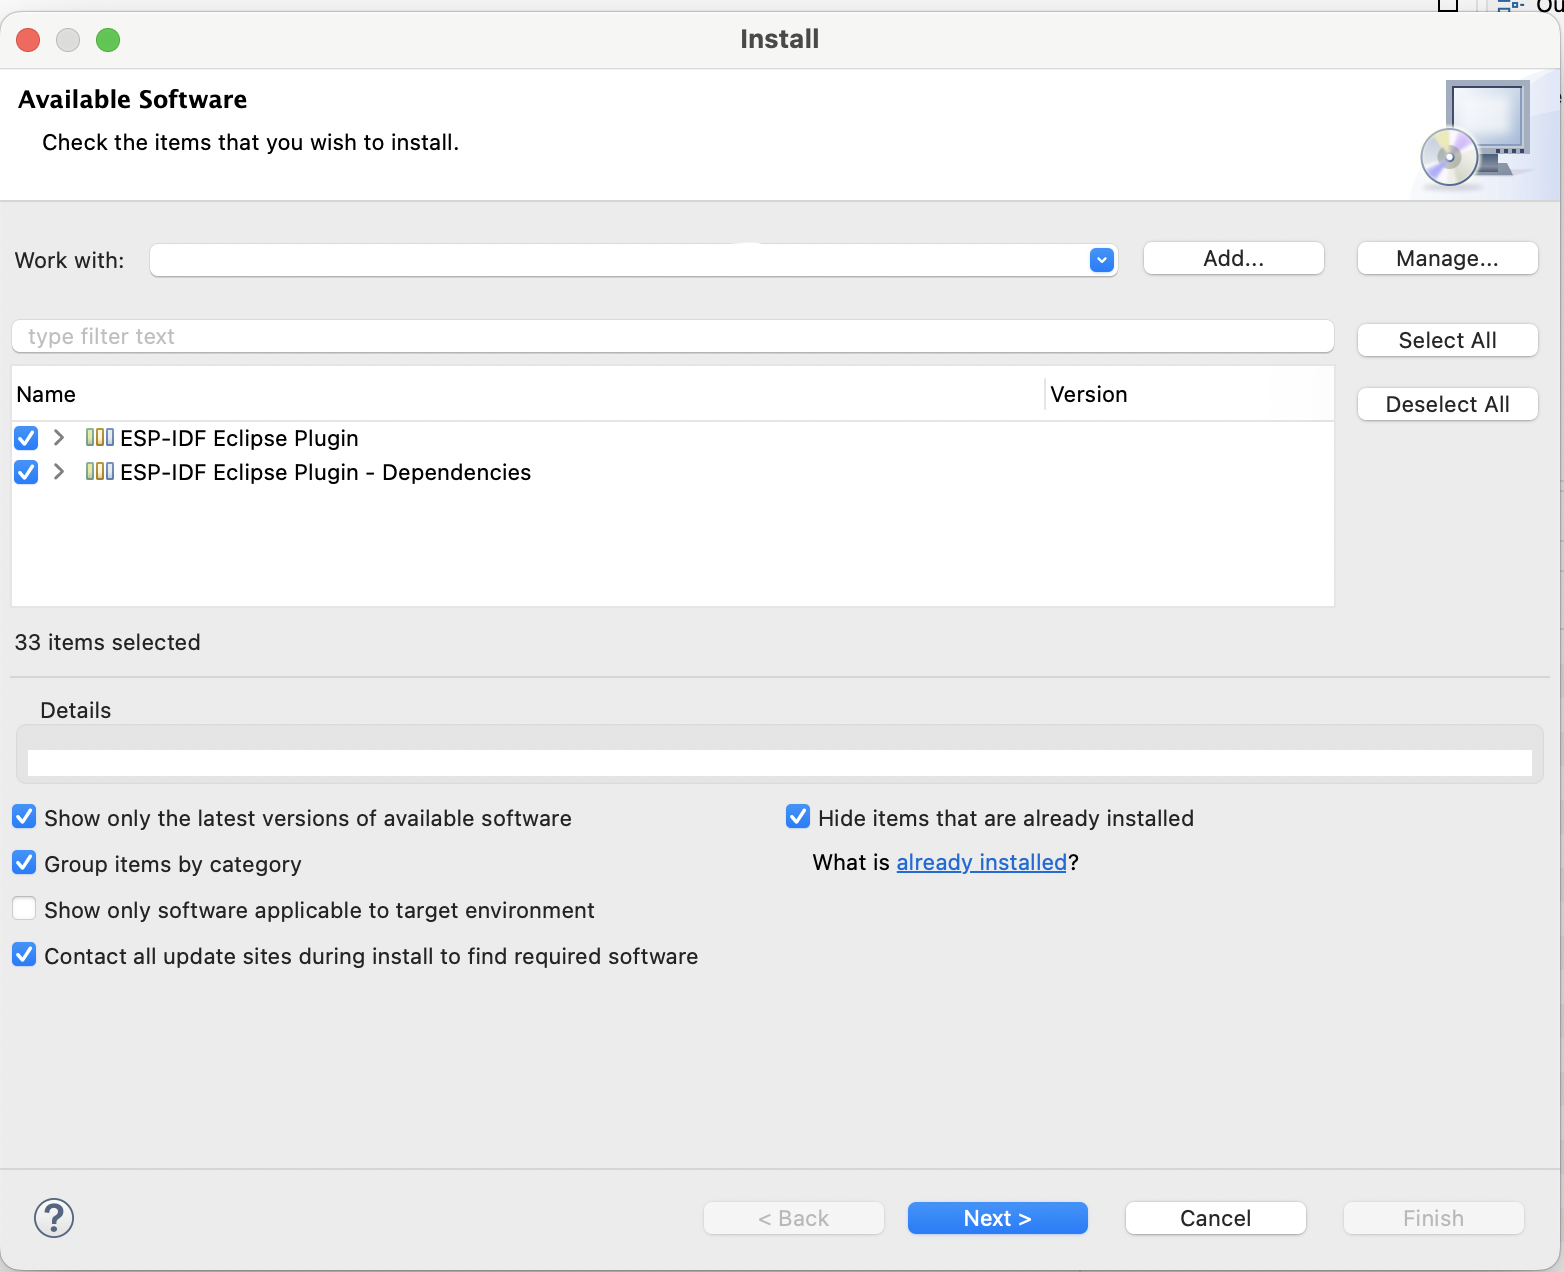 Install
Available Software
Check the items that you wish to install.
Work with:
Add...
Manage...
type filter text
Select All
Name
Version
Deselect All
ESP-IDF Eclipse Plugin
ESP-IDF Eclipse Plugin - Dependencies
33 items selected
Details
Show only the latest versions of available software
Hide items that are already installed
Group items by category
What is already installed?
Show only software applicable to target environment
Contact all update sites during install to find required software
?
< Back
Next >
Cancel
Finish